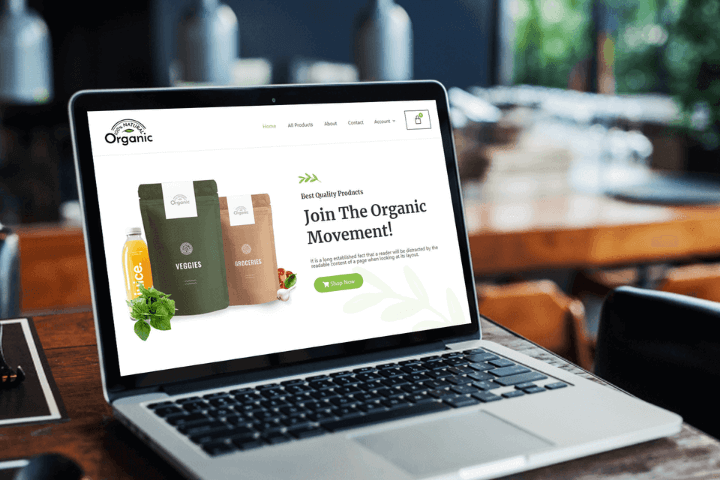 100% NATURAL
Organic
Home All Products About Contact Account
Best Quality Products
Join The Organic
Movement!
It is a long established fact that a reader will be distracted by the
readable content of a page when looking at its layout.
Shop Now
Organic
VEGGIES
Organic
GROCERIES
juice.